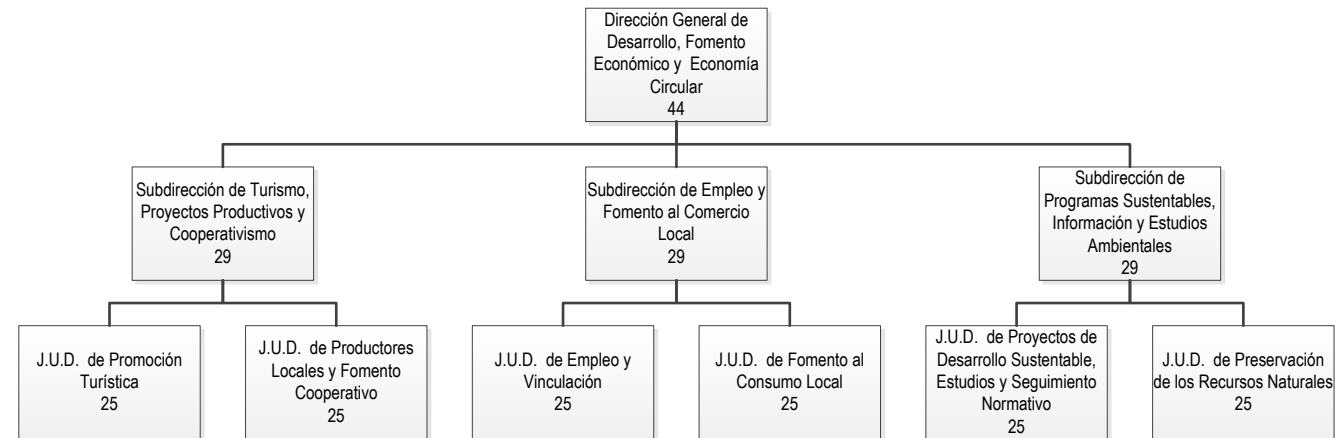 Dirección General de
Desarrollo, Fomento
Económico y  Economía
Circular
44
Subdirección de Turismo,
Proyectos Productivos y
Cooperativismo
29
Subdirección de Empleo y
Fomento al Comercio
Local
29
Subdirección de
Programas Sustentables,
Información y Estudios
Ambientales
29
J.U.D.  de Promoción
Turística
25
J.U.D.  de Productores
Locales y Fomento
Cooperativo
25
J.U.D.  de Empleo y
Vinculación
25
J.U.D.  de Fomento al
Consumo Local
25
J.U.D.  de Proyectos de
Desarrollo Sustentable,
Estudios y Seguimiento
Normativo
25
J.U.D.  de Preservación
de los Recursos Naturales
25